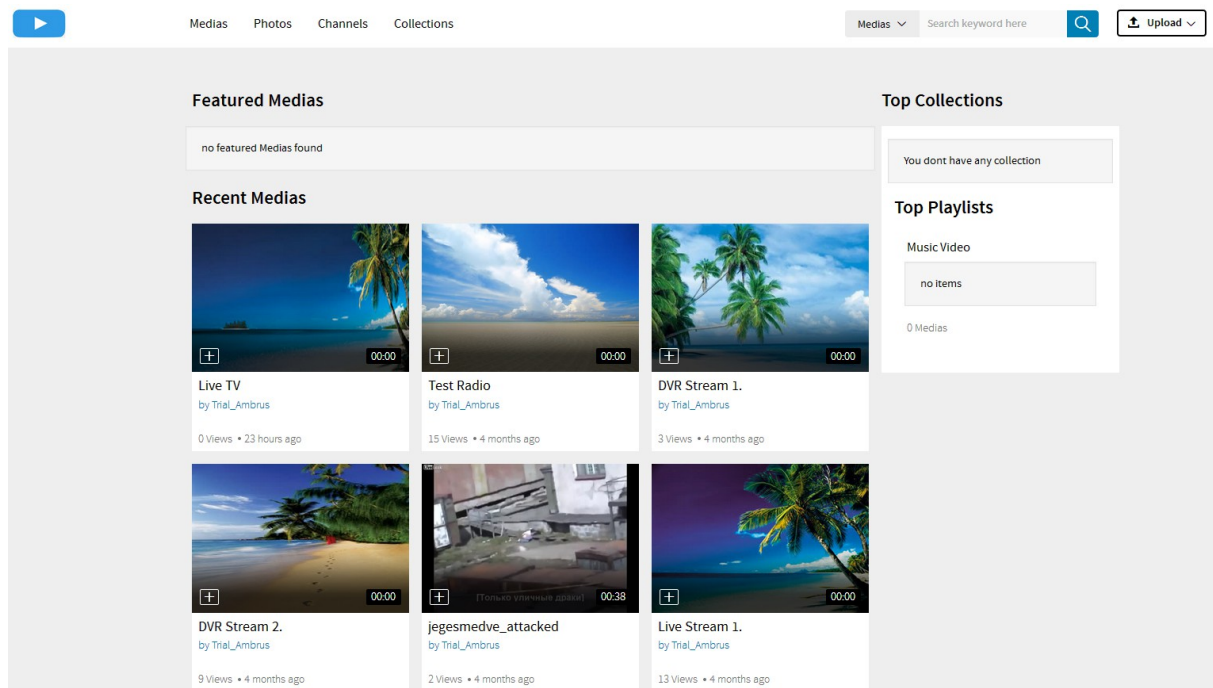 Medias Photos Channels Collections Medias Search keyword here Upload
Featured Medias
no featured Medias found
Recent Medias
00:00
Live TV
by Trial_Ambrus
0 Views • 23 hours ago
00:00
Test Radio
by Trial_Ambrus
15 Views • 4 months ago
00:00
DVR Stream 1.
by Trial_Ambrus
3 Views • 4 months ago
00:00
DVR Stream 2.
by Trial_Ambrus
9 Views • 4 months ago
[Только уличные драки] 00:38
jegesmedve_attacked
by Trial_Ambrus
2 Views • 4 months ago
00:00
Live Stream 1.
by Trial_Ambrus
13 Views • 4 months ago
Top Collections
You dont have any collection
Top Playlists
Music Video
no items
0 Medias